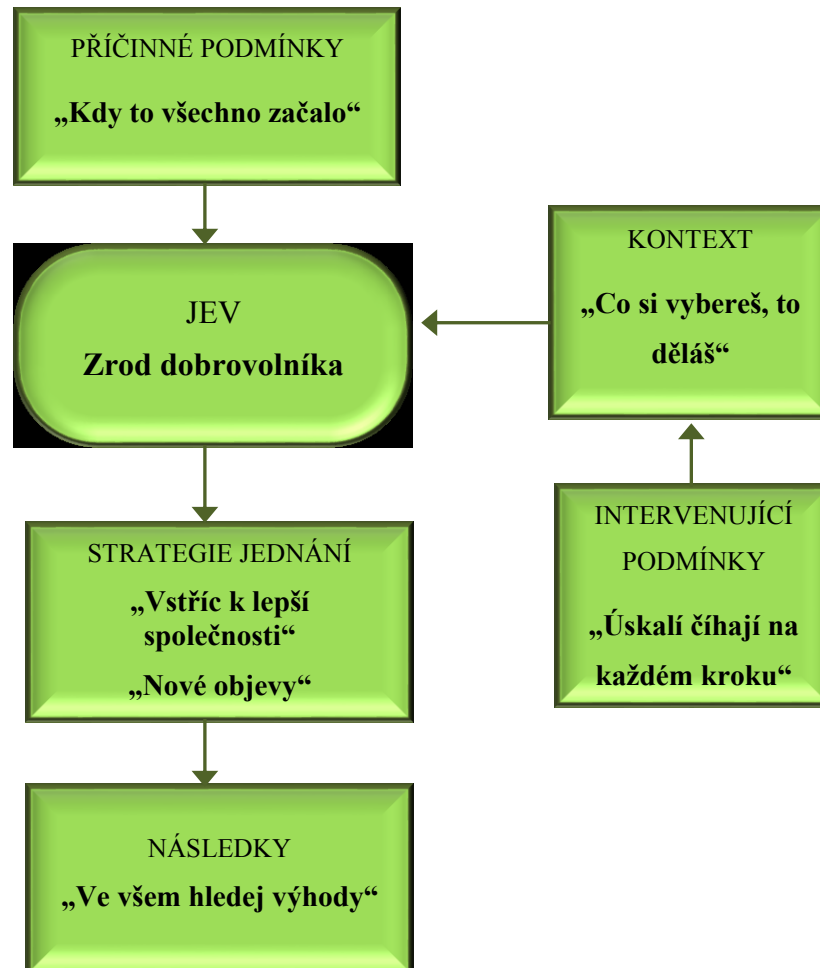 PŘÍČINNÉ PODMÍNKY
„Kdy to všechno začalo“
JEV
Zrod dobrovolníka
KONTEXT
„Co si vybereš, to
děláš“
STRATEGIE JEDNÁNÍ
„Vstříc k lepší
společnosti“
„Nové objevy“
INTERVENUJÍCÍ
PODMÍNKY
„Úskalí číhají na
každém kroku“
NÁSLEDKY
„Ve všem hledej výhody“